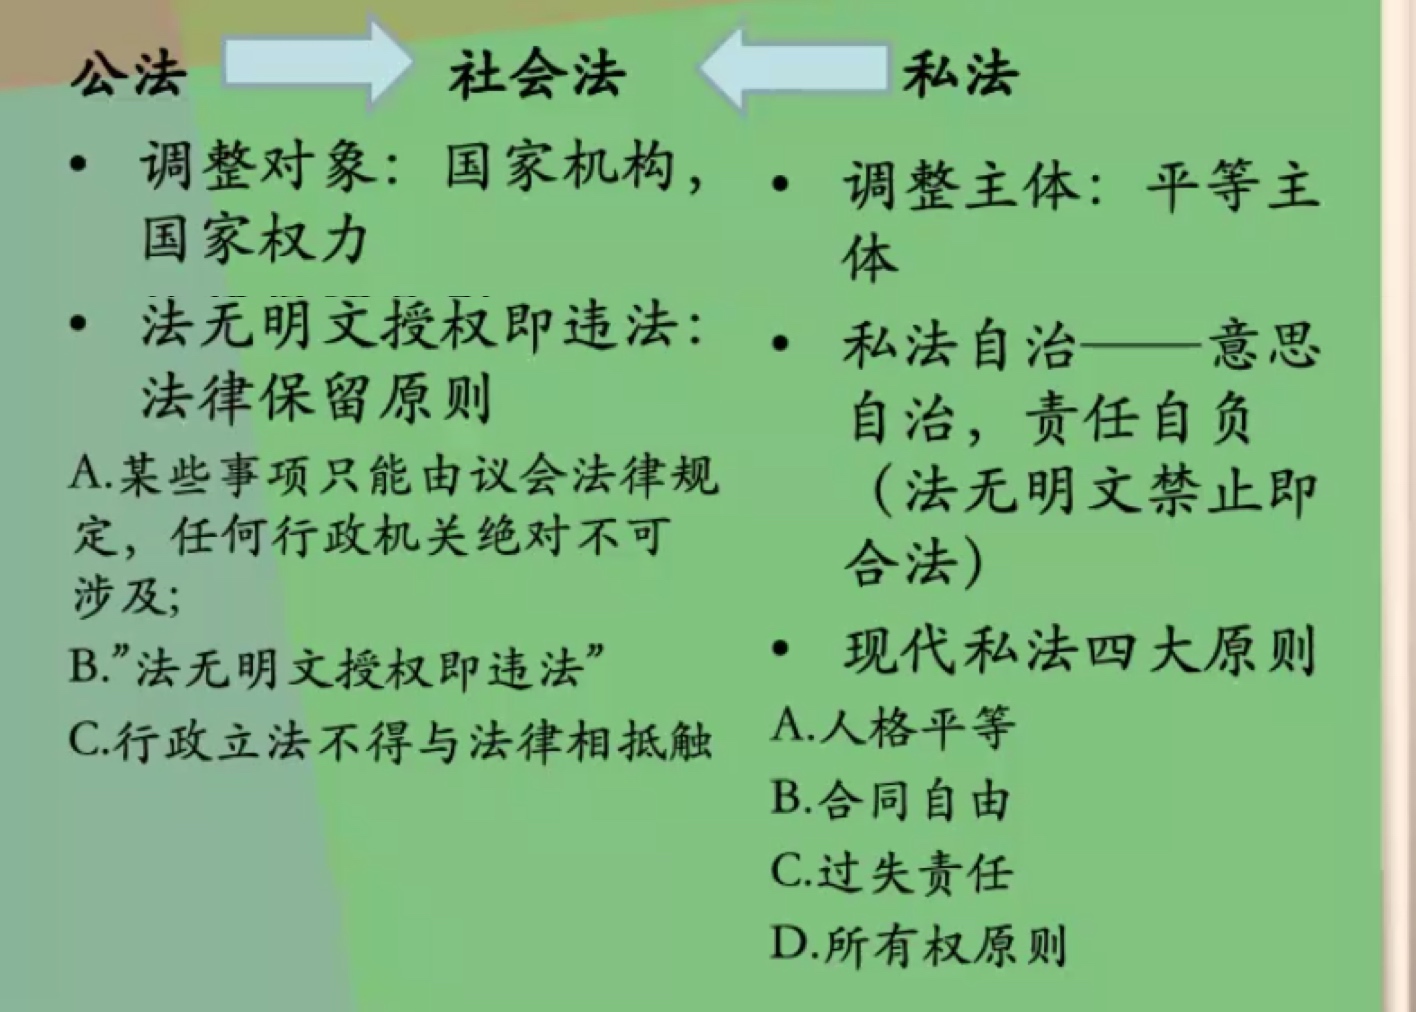 公法 社会法 私法
• 调整对象：国家机构，
国家权力
• 法无明文授权即违法：
法律保留原则
A.某些事项只能由议会法律规
定，任何行政机关绝对不可
涉及;
B.”法无明文授权即违法”
C.行政立法不得与法律相抵触
• 调整主体：平等主
体
• 私法自治——意思
自治，责任自负
（法无明文禁止即
合法）
• 现代私法四大原则
A.人格平等
B.合同自由
C.过失责任
D.所有权原则